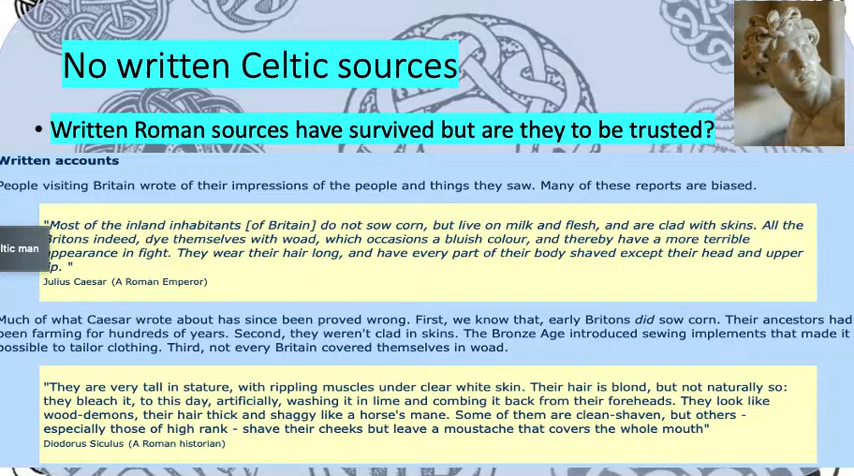 No written Celtic sources
• Written Roman sources have survived but are they to be trusted?
Written accounts
People visiting Britain wrote of their impressions of the people and things they saw. Many of these reports are biased.
"Most of the inland inhabitants [of Britain] do not sow corn, but live on milk and flesh, and are clad with skins. All the
Britons indeed, dye themselves with woad, which occasions a bluish colour, and thereby have a more terrible
ltic man
appearance in fight. They wear their hair long, and have every part of their body shaved except their head and upper
lip. "
Julius Caesar (A Roman Emperor)
Much of what Caesar wrote about has since been proved wrong. First, we know that, early Britons did sow corn. Their ancestors had
been farming for hundreds of years. Second, they weren't clad in skins. The Bronze Age introduced sewing implements that made it
possible to tailor clothing. Third, not every Britain covered themselves in woad.
"They are very tall in stature, with rippling muscles under clear white skin. Their hair is blond, but not naturally so:
they bleach it, to this day, artificially, washing it in lime and combing it back from their foreheads. They look like
wood-demons, their hair thick and shaggy like a horse's mane. Some of them are clean-shaven, but others -
especially those of high rank - shave their cheeks but leave a moustache that covers the whole mouth"
Diodorus Siculus (A Roman historian)